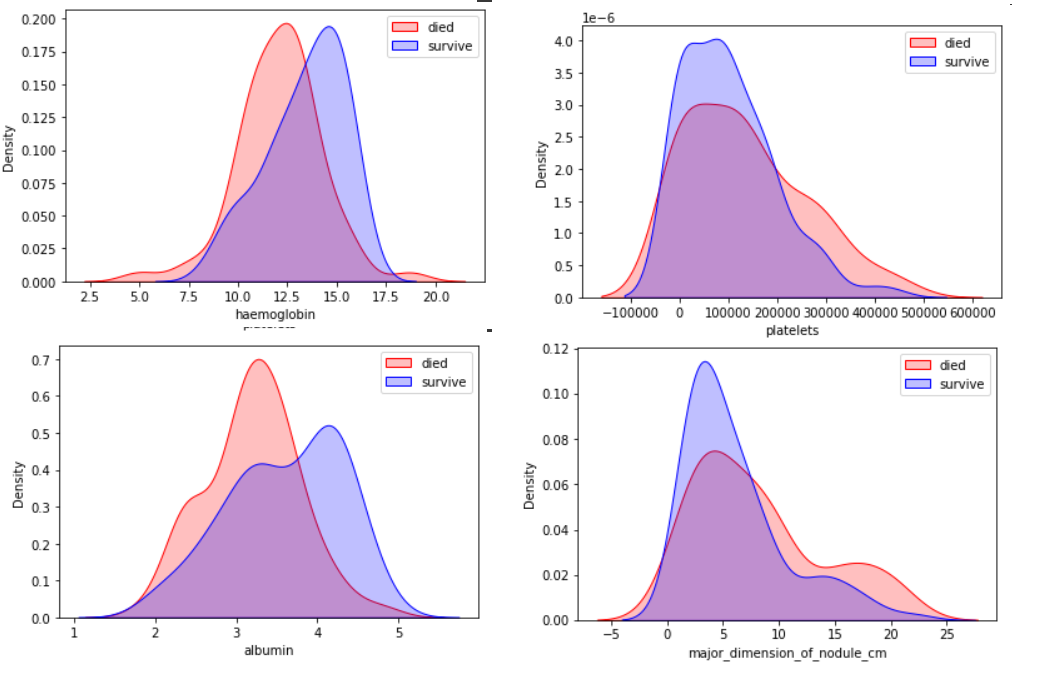 died
survive
0.200
0.175
0.150
0.125
0.100
0.075
0.050
0.025
0.000
Density
2.5 5.0 7.5 10.0 12.5 15.0 17.5 20.0
haemoglobin
platelets
1e−6
died
survive
4.0
3.5
3.0
2.5
2.0
1.5
1.0
0.5
0.0
Density
−100000 0 100000 200000 300000 400000 500000 600000
platelets
died
survive
0.7
0.6
0.5
0.4
0.3
0.2
0.1
0.0
Density
1 2 3 4 5
albumin
died
survive
0.12
0.10
0.08
0.06
0.04
0.02
0.00
Density
−5 0 5 10 15 20 25
major_dimension_of_nodule_cm